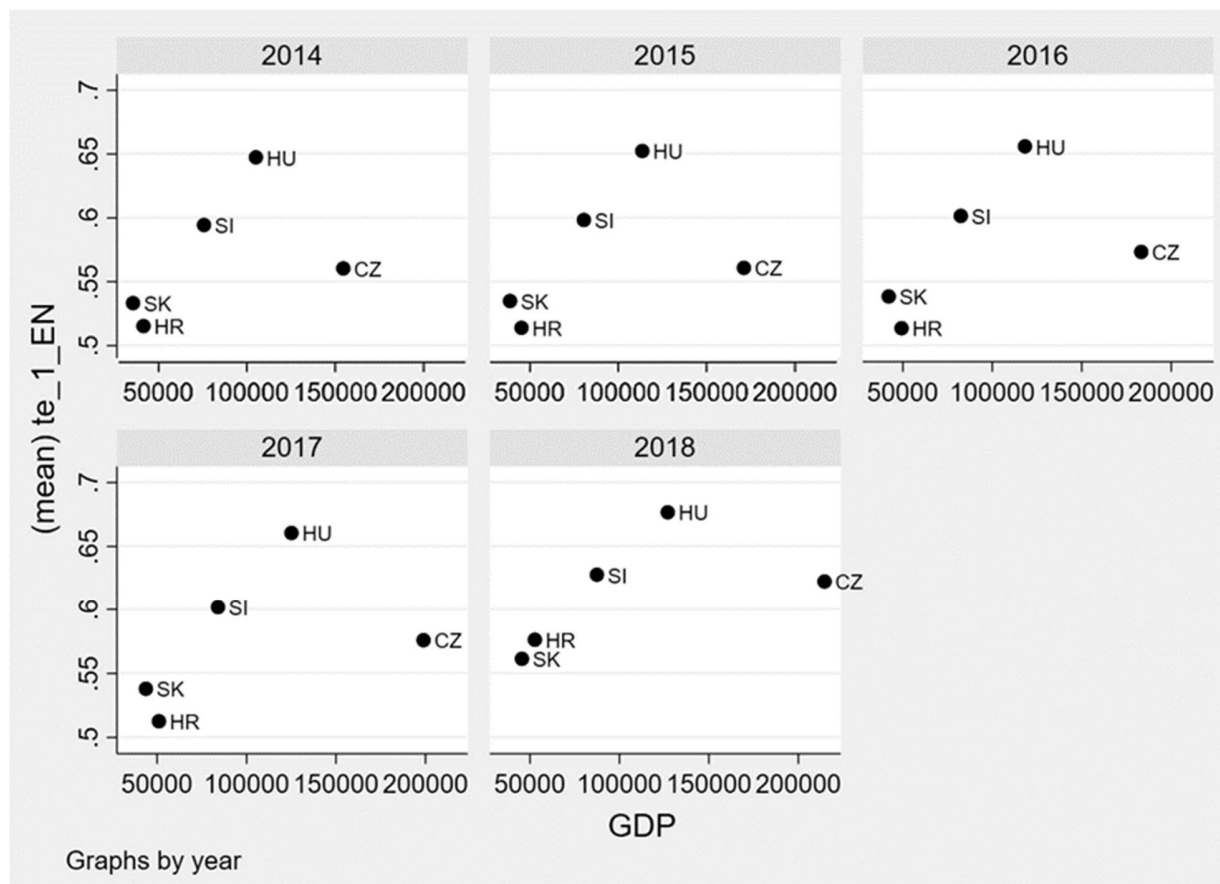 2014 2015 2016
.7
.65
.6
.55
.5
HU
SI
CZ
SK
HR
HU
SI
CZ
SK
HR
HU
SI
CZ
SK
HR
50000 100000 150000 200000 50000 100000 150000 200000 50000 100000 150000 200000
(mean) te_1_EN
2017 2018
.7
.65
.6
.55
.5
HU
SI
CZ
SK
HR
HU
SI
CZ
HR
SK
50000 100000 150000 200000 50000 100000 150000 200000
GDP
Graphs by year